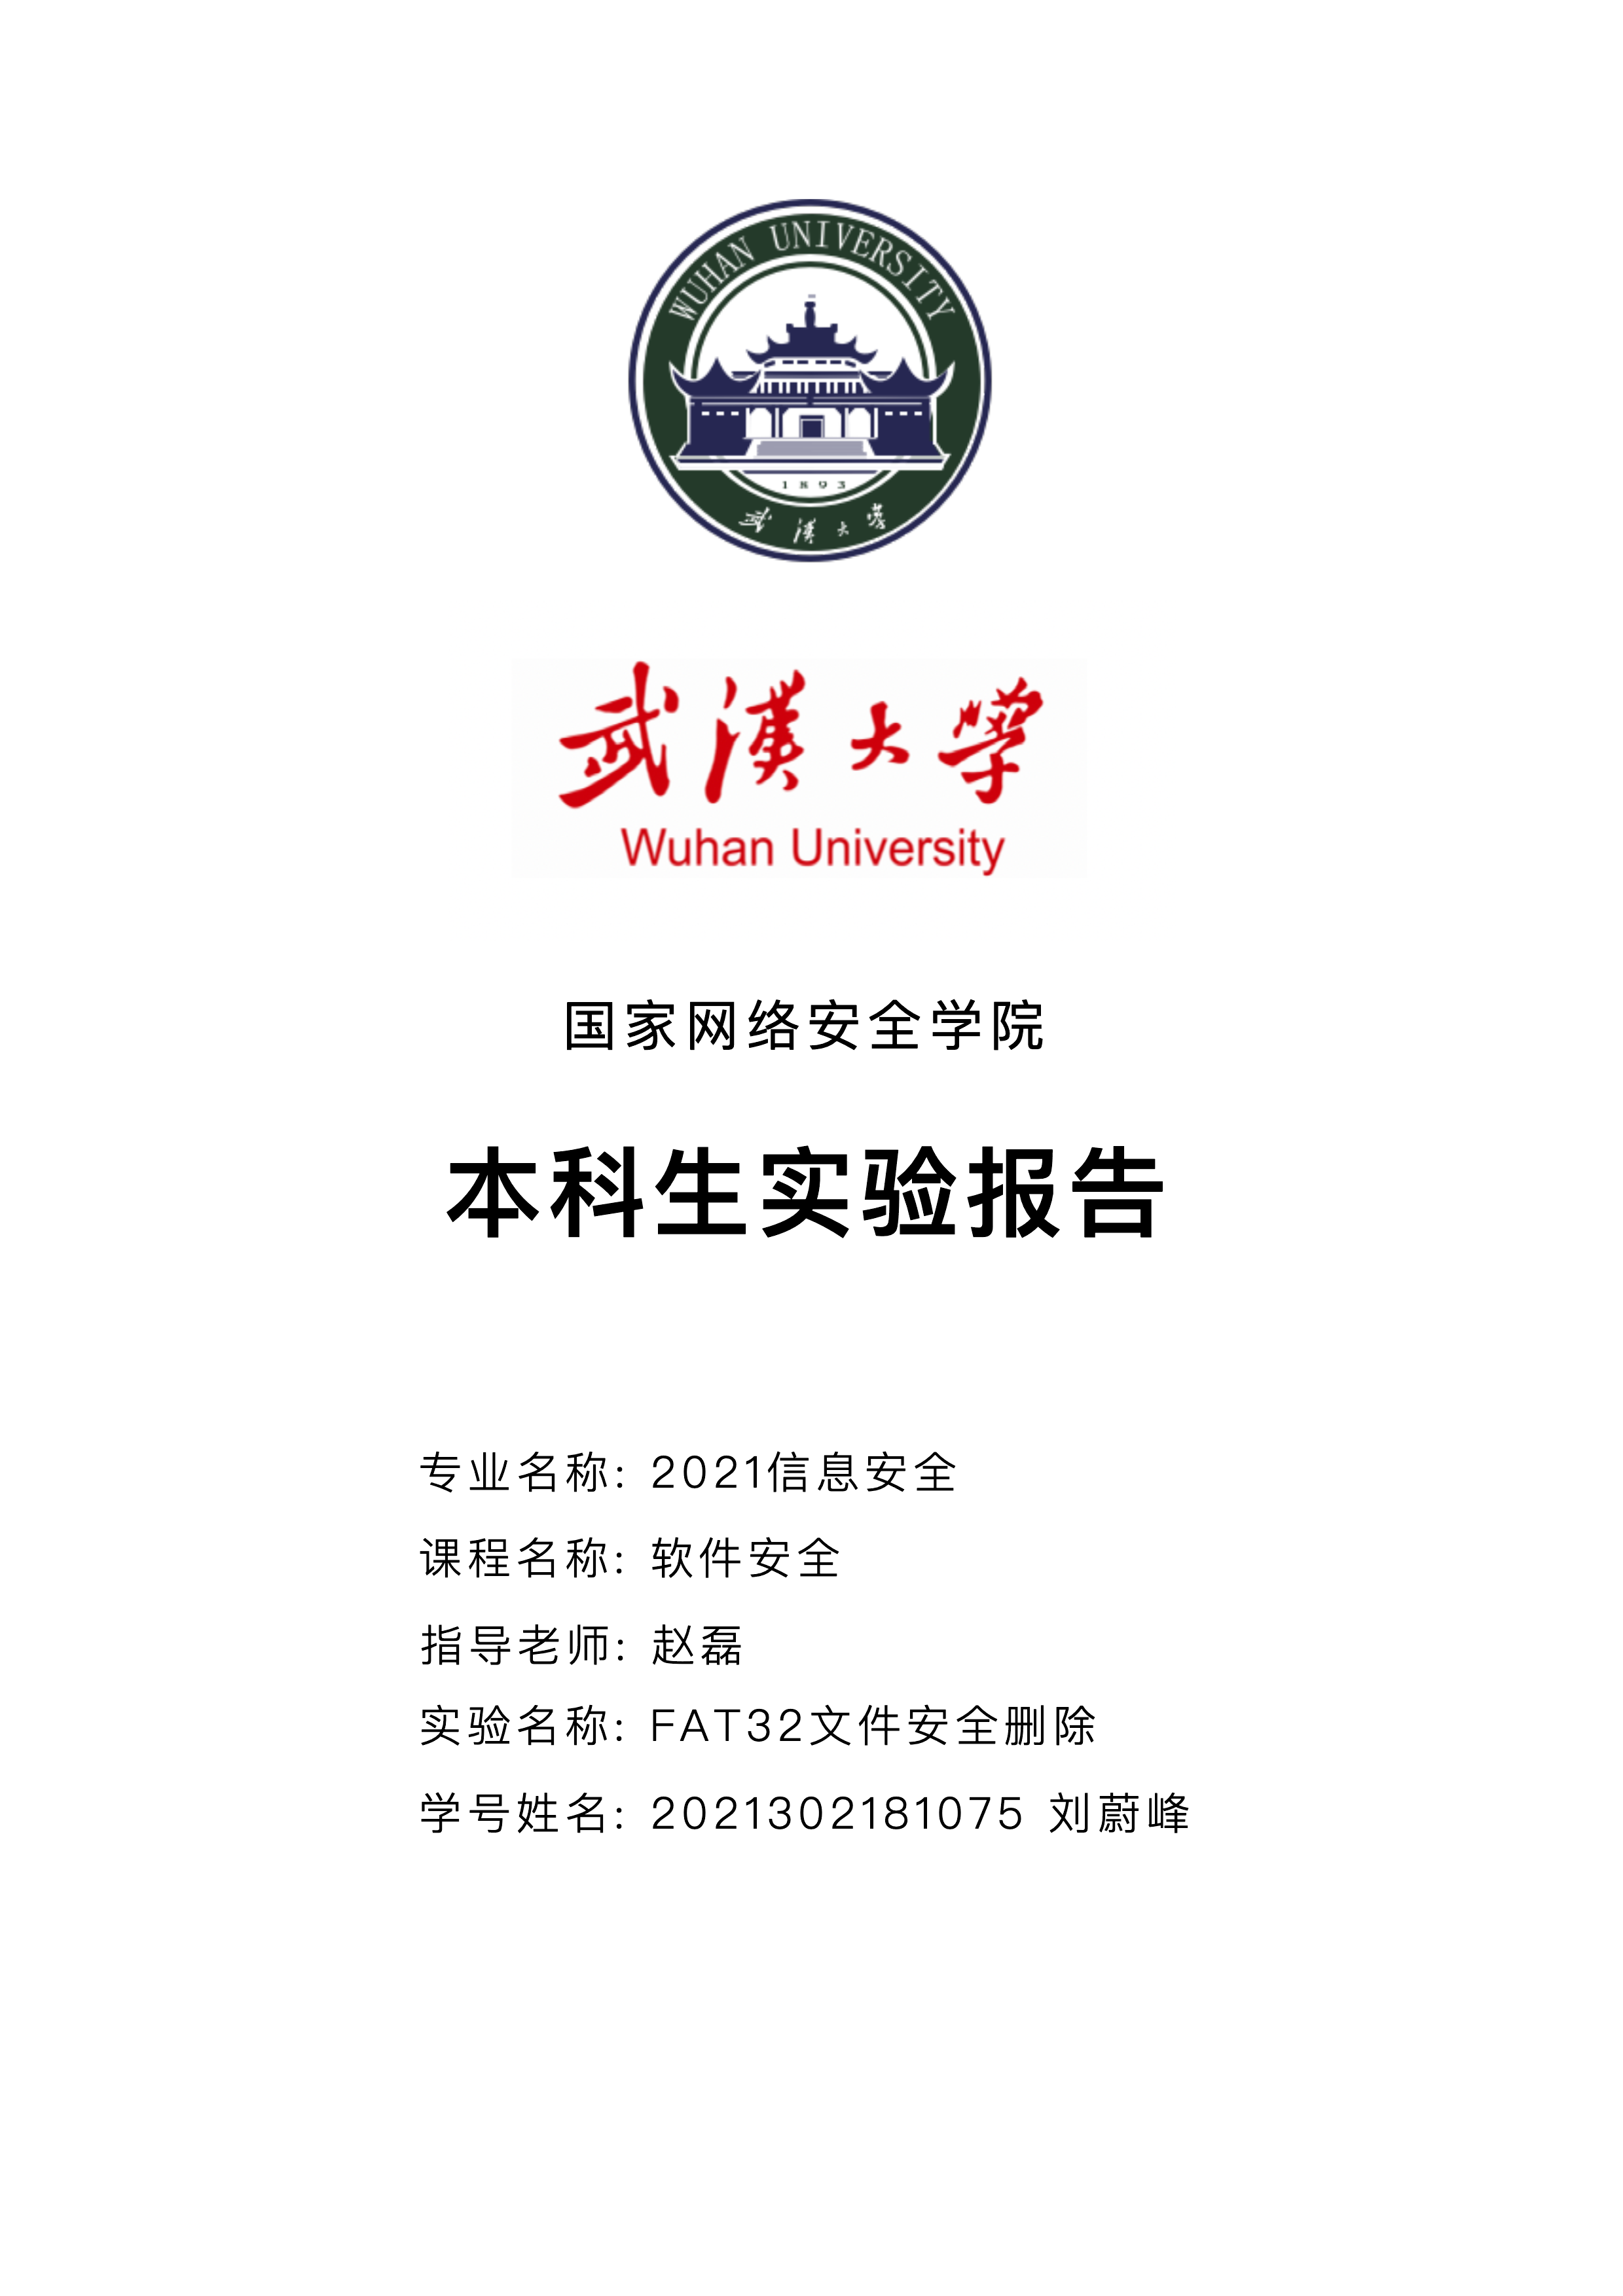 WUHAN UNIVERSITY
1893
武漢大學
武漢大學
Wuhan University
国家网络安全学院
本科生实验报告
专业名称：2021信息安全
课程名称：软件安全
指导老师：赵磊
实验名称：FAT32文件安全删除
学号姓名：2021302181075 刘蔚峰